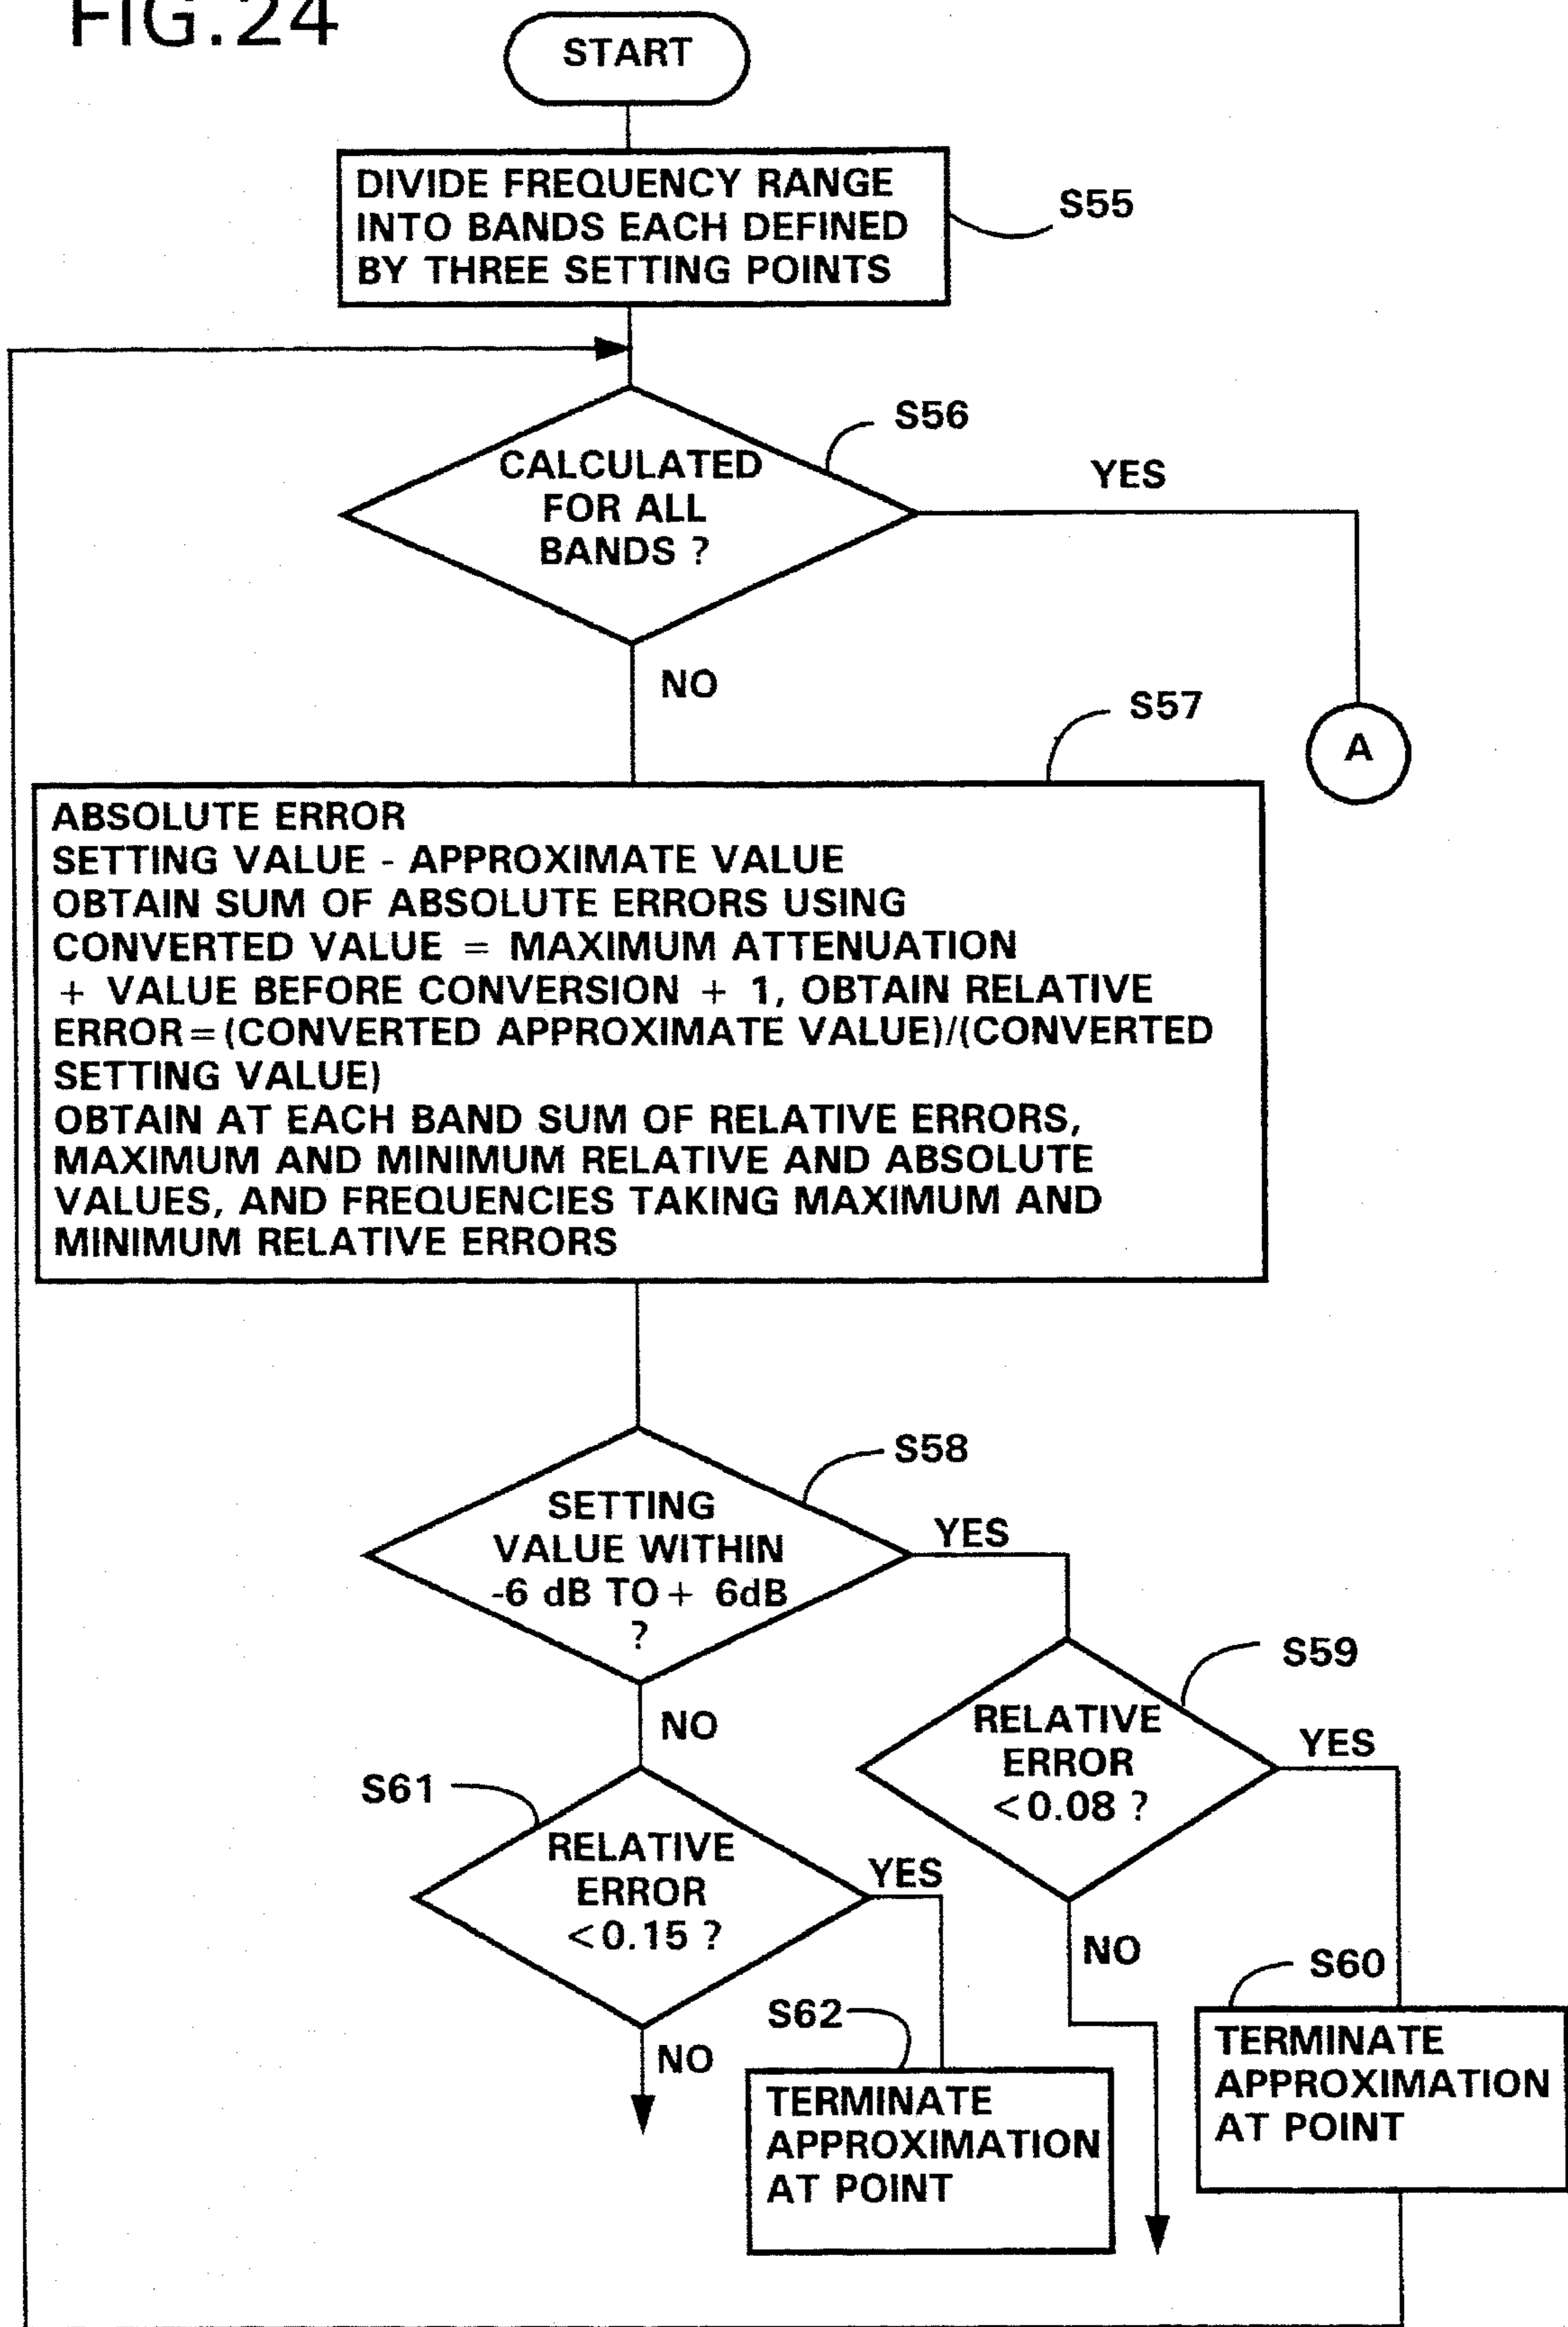 FIG.24
START
DIVIDE FREQUENCY RANGE
INTO BANDS EACH DEFINED
BY THREE SETTING POINTS
S55
S56
CALCULATED
FOR ALL
BANDS ?
YES
NO
S57
A
ABSOLUTE ERROR
SETTING VALUE - APPROXIMATE VALUE
OBTAIN SUM OF ABSOLUTE ERRORS USING
CONVERTED VALUE = MAXIMUM ATTENUATION
+ VALUE BEFORE CONVERSION + 1, OBTAIN RELATIVE
ERROR=(CONVERTED APPROXIMATE VALUE)/(CONVERTED
SETTING VALUE)
OBTAIN AT EACH BAND SUM OF RELATIVE ERRORS,
MAXIMUM AND MINIMUM RELATIVE AND ABSOLUTE
VALUES, AND FREQUENCIES TAKING MAXIMUM AND
MINIMUM RELATIVE ERRORS
S58
SETTING
VALUE WITHIN
-6 dB TO + 6dB
?
YES
NO
S59
RELATIVE
ERROR
<0.08 ?
YES
NO
S61
RELATIVE
ERROR
<0.15 ?
YES
NO
S60
TERMINATE
APPROXIMATION
AT POINT
S62
TERMINATE
APPROXIMATION
AT POINT